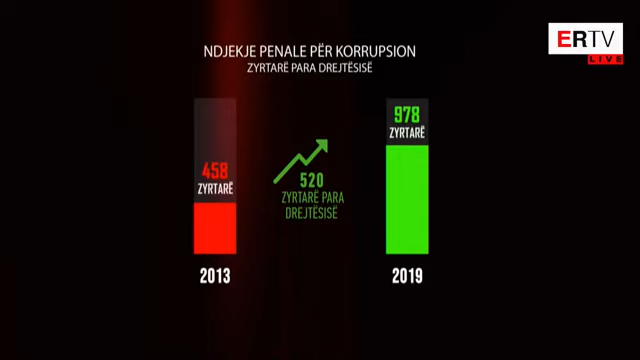 ERTV
LIVE
NDJEKJE PENALE PËR KORRUPSION
ZYRTARË PARA DREJTËSISË
458
ZYRTARË
520
ZYRTARË PARA
DREJTËSISË
978
ZYRTARË
2013
2019